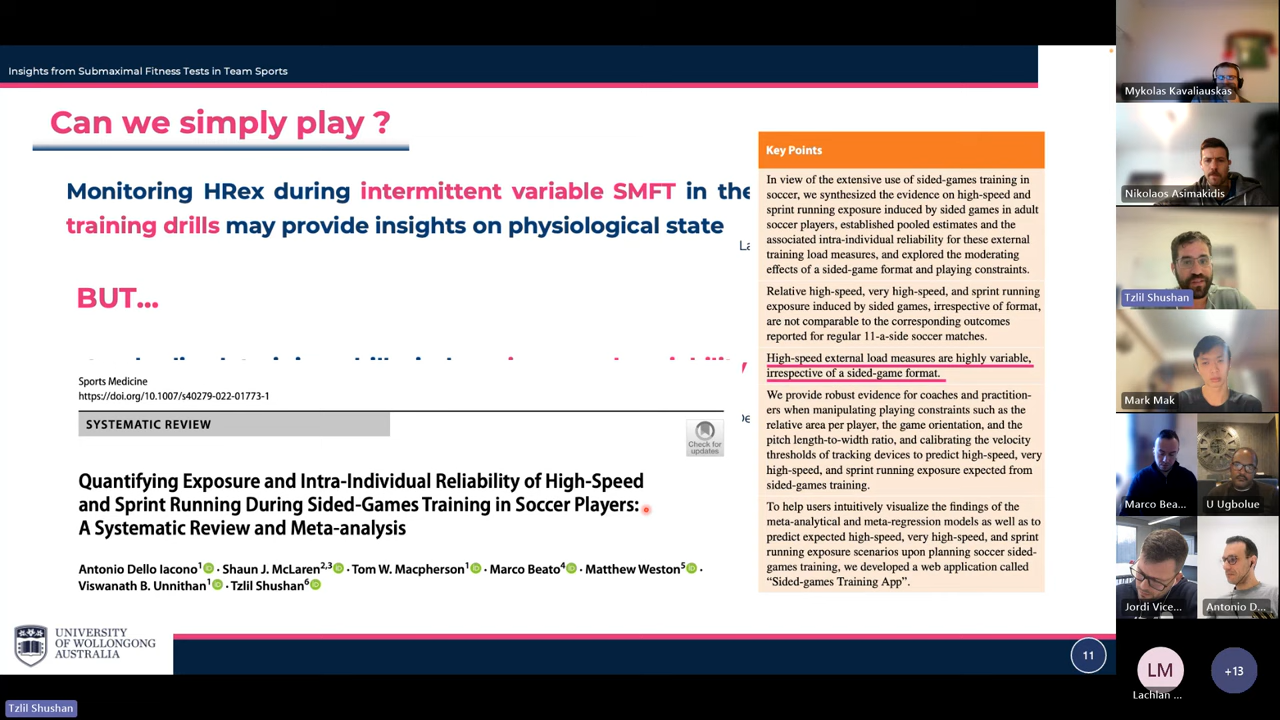 Insights from Submaximal Fitness Tests in Team Sports
Can we simply play ?
Monitoring HRex during intermittent variable SMFT in the
training drills may provide insights on physiological state
La
BUT...
Sports Medicine
https://doi.org/10.1007/s40279-022-01773-1
SYSTEMATIC REVIEW
Check for
updates
Quantifying Exposure and Intra-Individual Reliability of High-Speed
and Sprint Running During Sided-Games Training in Soccer Players:
A Systematic Review and Meta-analysis
Antonio Dello Iacono1 · Shaun J. McLaren2,3 · Tom W. Macpherson1 · Marco Beato4 · Matthew Weston5 ·
Viswanath B. Unnithan1 · Tzlil Shushan6
Key Points
In view of the extensive use of sided-games training in
soccer, we synthesized the evidence on high-speed and
sprint running exposure induced by sided games in adult
soccer players, established pooled estimates and the
associated intra-individual reliability for these external
training load measures, and explored the moderating
effects of a sided-game format and playing constraints.
Relative high-speed, very high-speed, and sprint running
exposure induced by sided games, irrespective of format,
are not comparable to the corresponding outcomes
reported for regular 11-a-side soccer matches.
High-speed external load measures are highly variable,
irrespective of a sided-game format.
We provide robust evidence for coaches and practition-
ers when manipulating playing constraints such as the
relative area per player, the game orientation, and the
pitch length-to-width ratio, and calibrating the velocity
thresholds of tracking devices to predict high-speed, very
high-speed, and sprint running exposure expected from
sided-games training.
To help users intuitively visualize the findings of the
meta-analytical and meta-regression models as well as to
predict expected high-speed, very high-speed, and sprint
running exposure scenarios upon planning soccer sided-
games training, we developed a web application called
"Sided-games Training App".
UNIVERSITY
OF WOLLONGONG
AUSTRALIA
11
Tzlil Shushan
Mykolas Kavaliauskas
Nikolaos Asimakidis
Tzlil Shushan
Mark Mak
Marco Bea...
U Ugbolue
Jordi Vice...
Antonio D...
LM
Lachlan ...
+13